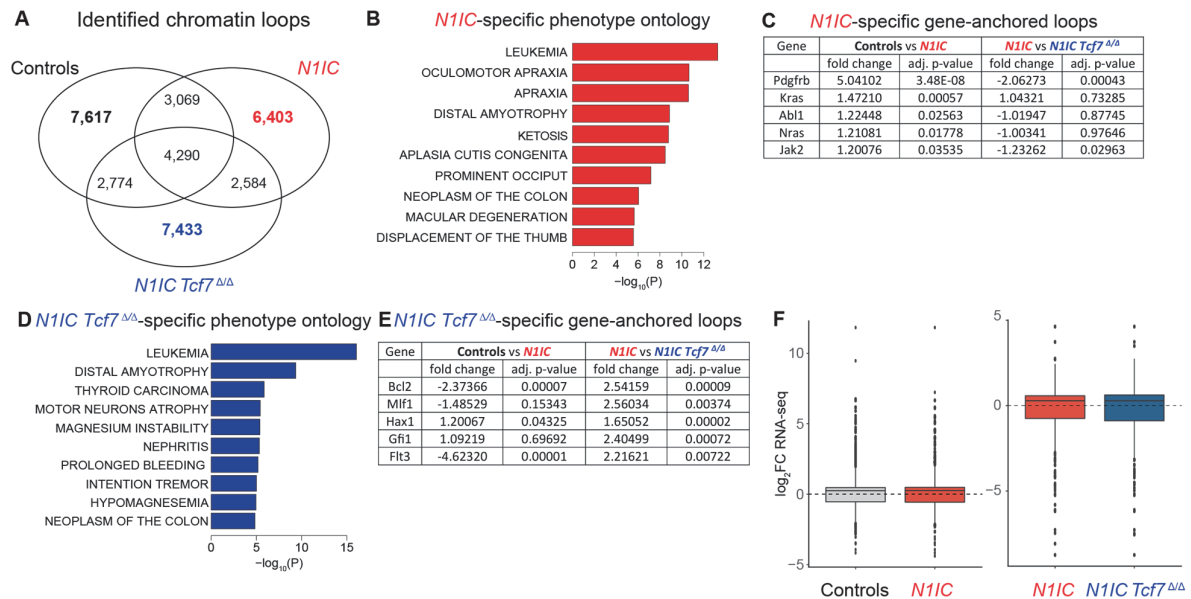 A Identified chromatin loops
Controls
N1IC
3,069
7,617
6,403
4,290
2,774
2,584
7,433
N1IC Tcf7 Δ/Δ
B N1IC-specific phenotype ontology
LEUKEMIA
OCULOMOTOR APRAXIA
APRAXIA
DISTAL AMYOTROPHY
KETOSIS
APLASIA CUTIS CONGENITA
PROMINENT OCCIPUT
NEOPLASM OF THE COLON
MACULAR DEGENERATION
DISPLACEMENT OF THE THUMB
0 2 4 6 8 10 12
−log10(P)
C N1IC-specific gene-anchored loops
Gene Controls vs N1IC N1IC vs N1IC Tcf7 Δ/Δ
fold change adj. p-value fold change adj. p-value
Pdgfrb 5.04102 3.48E-08 -2.06273 0.00043
Kras 1.47210 0.00057 1.04321 0.73285
Abl1 1.22448 0.02563 -1.01947 0.87745
Nras 1.21081 0.01778 -1.00341 0.97646
Jak2 1.20076 0.03535 -1.23262 0.02963
D N1IC Tcf7 Δ/Δ-specific phenotype ontology
LEUKEMIA
DISTAL AMYOTROPHY
THYROID CARCINOMA
MOTOR NEURONS ATROPHY
MAGNESIUM INSTABILITY
NEPHRITIS
PROLONGED BLEEDING
INTENTION TREMOR
HYPOMAGNESEMIA
NEOPLASM OF THE COLON
0 5 10 15
−log10(P)
E N1IC Tcf7 Δ/Δ-specific gene-anchored loops
Gene Controls vs N1IC N1IC vs N1IC Tcf7 Δ/Δ
fold change adj. p-value fold change adj. p-value
Bcl2 -2.37366 0.00007 2.54159 0.00009
Mlf1 -1.48529 0.15343 2.56034 0.00374
Hax1 1.20067 0.04325 1.65052 0.00002
Gfi1 1.09219 0.69692 2.40499 0.00072
Flt3 -4.62320 0.00001 2.21621 0.00722
F
log2FC RNA-seq
10
5
0
−5
Controls N1IC
5
0
−5
N1IC N1IC Tcf7 Δ/Δ